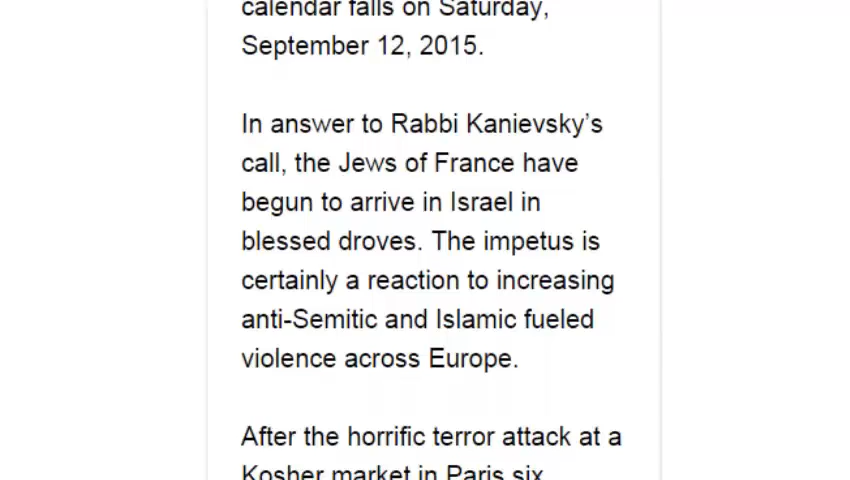 calendar falls on Saturday,
September 12, 2015.
In answer to Rabbi Kanievsky’s
call, the Jews of France have
begun to arrive in Israel in
blessed droves. The impetus is
certainly a reaction to increasing
anti-Semitic and Islamic fueled
violence across Europe.
After the horrific terror attack at a
Kosher market in Paris six